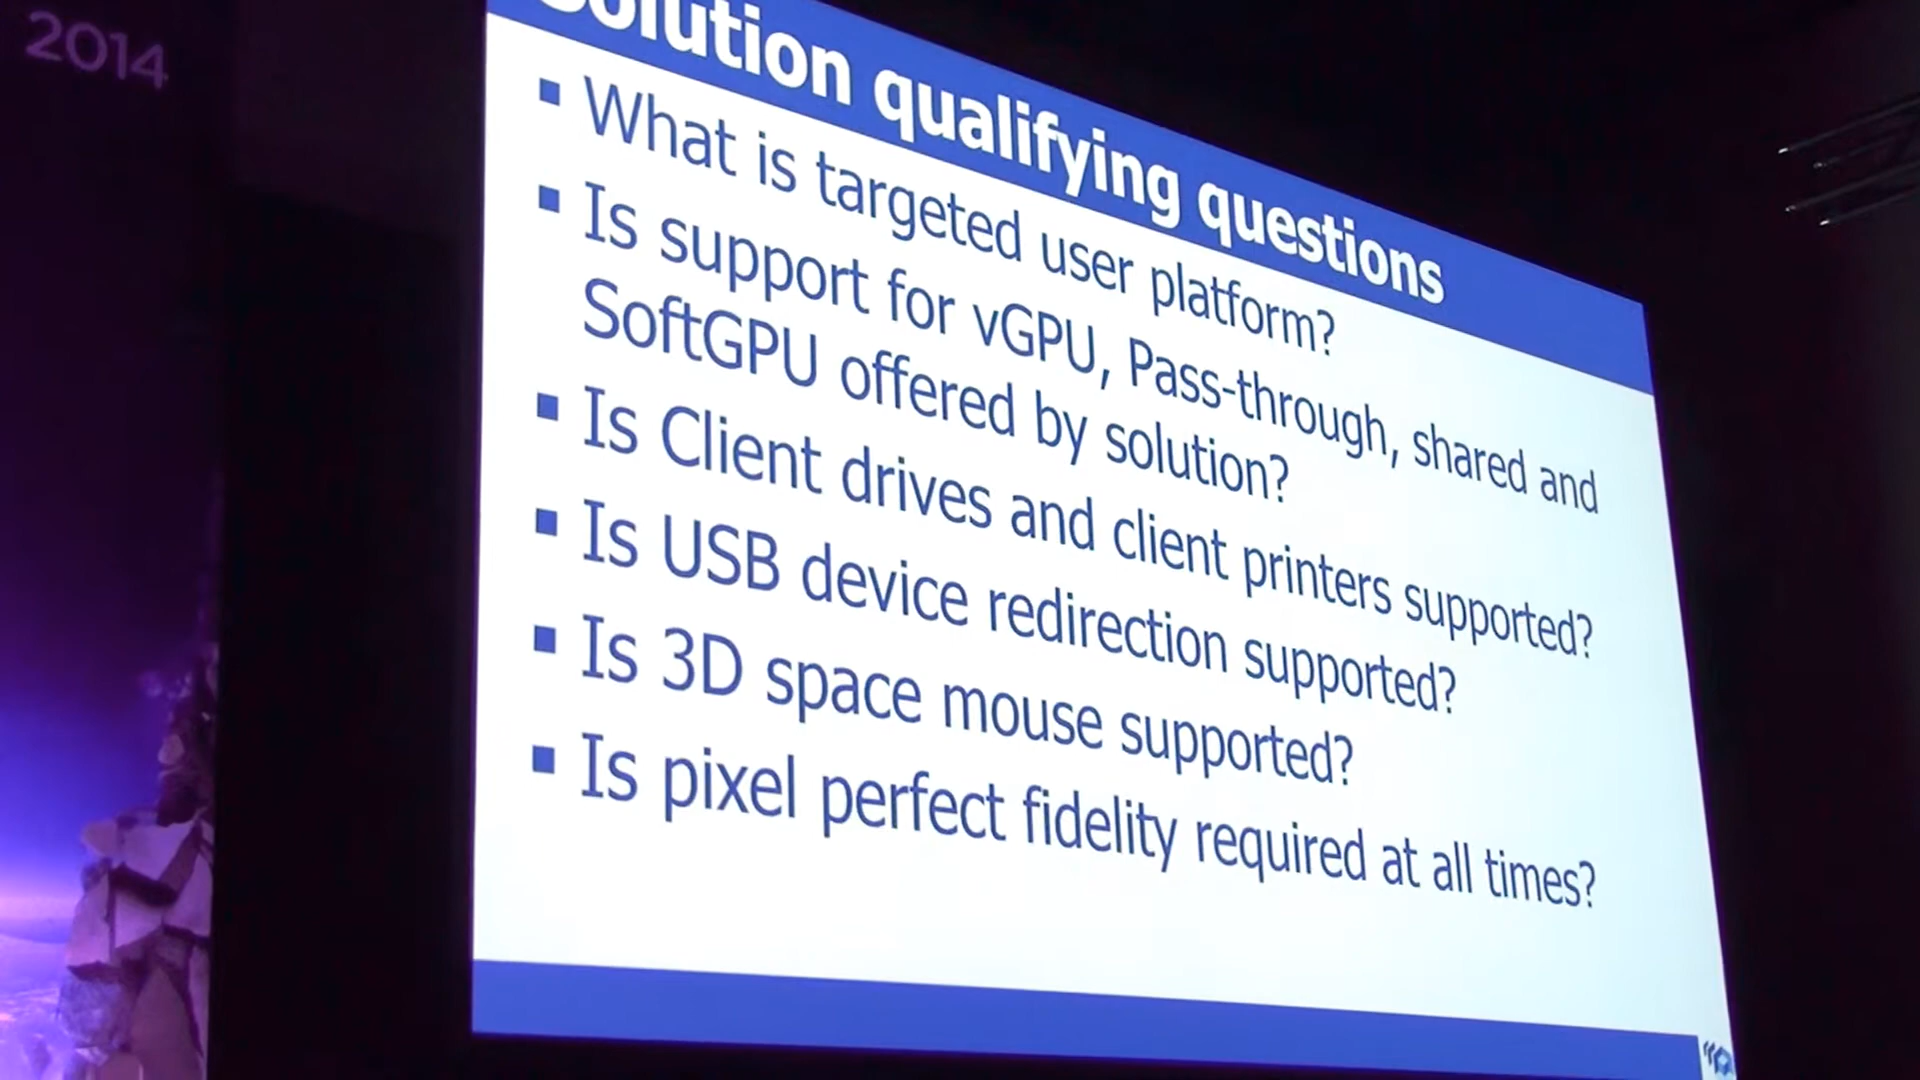 2014
Solution qualifying questions
▪ What is targeted user platform?
▪ Is support for vGPU, Pass-through, shared and
SoftGPU offered by solution?
▪ Is Client drives and client printers supported?
▪ Is USB device redirection supported?
▪ Is 3D space mouse supported?
▪ Is pixel perfect fidelity required at all times?